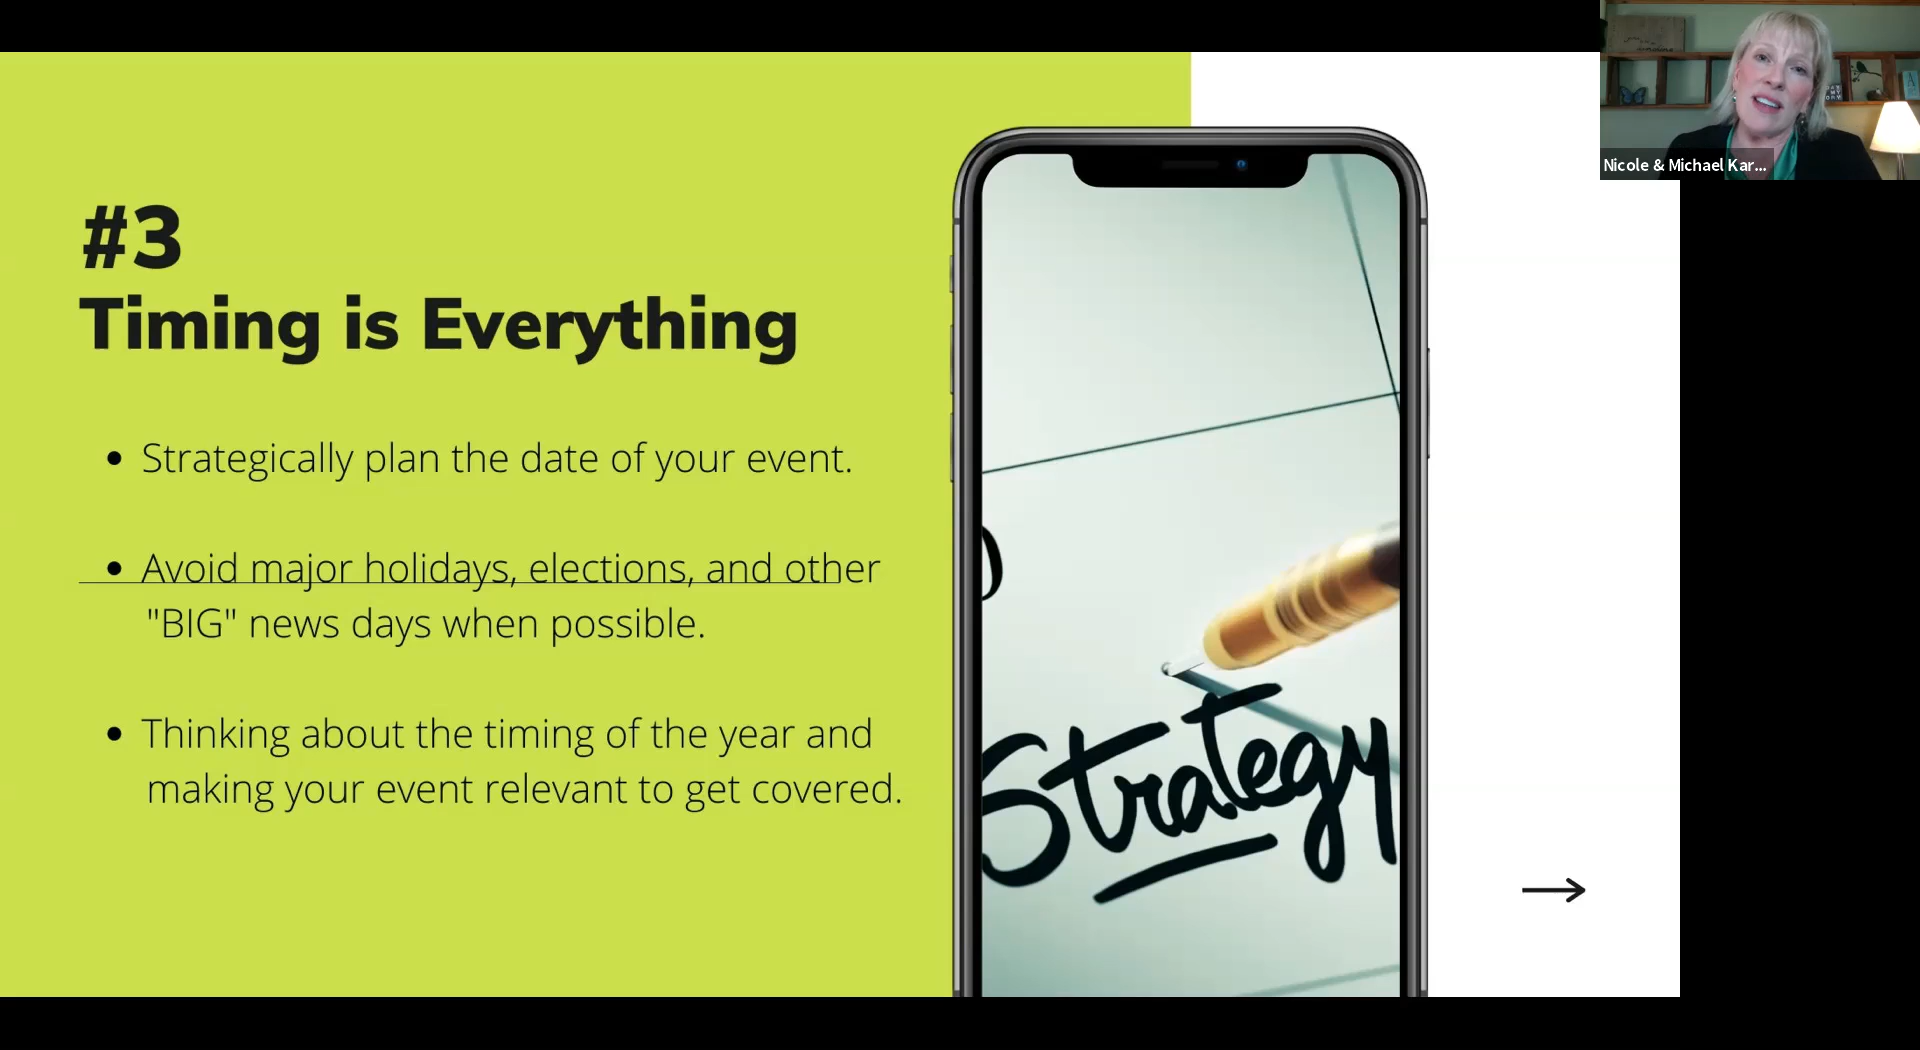 Nicole & Michael Kar...
#3
Timing is Everything
• Strategically plan the date of your event.
• Avoid major holidays, elections, and other
"BIG" news days when possible.
• Thinking about the timing of the year and
making your event relevant to get covered.
Strategy